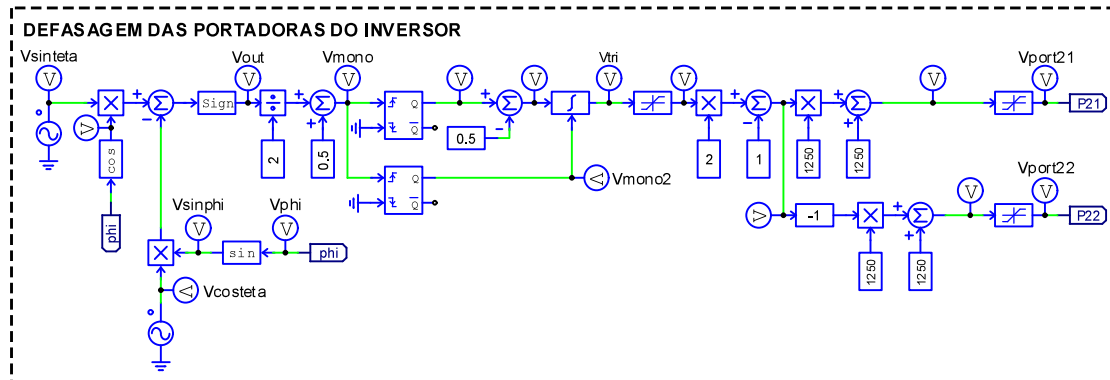 DEFASAGEM DAS PORTADORAS DO INVERSOR
Vsinteta
Vout
Vmono
Vtri
Vport21
V
V
V
V
V
V
V
V
V
+
Σ
−
Sign
÷
+
Σ
+
Q
Q
+
Σ
−
∫
+
Σ
−
+
Σ
+
P21
V
cos
2
0.5
0.5
2
1
1250
1250
Q
Q
V
Vmono2
phi
Vsinphi
Vphi
V
V
sin
phi
Vport22
V
V
V
-1
+
Σ
+
P22
1250
1250
V
Vcosteta